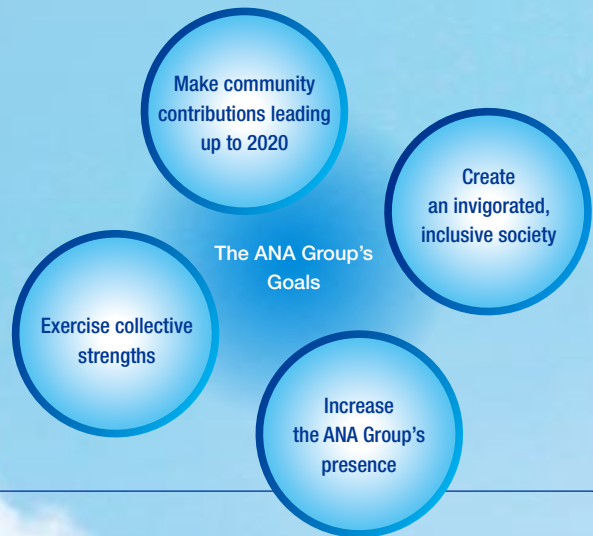 Make community
contributions leading
up to 2020
Create
an invigorated,
inclusive society
The ANA Group's
Goals
Exercise collective
strengths
Increase
the ANA Group's
presence